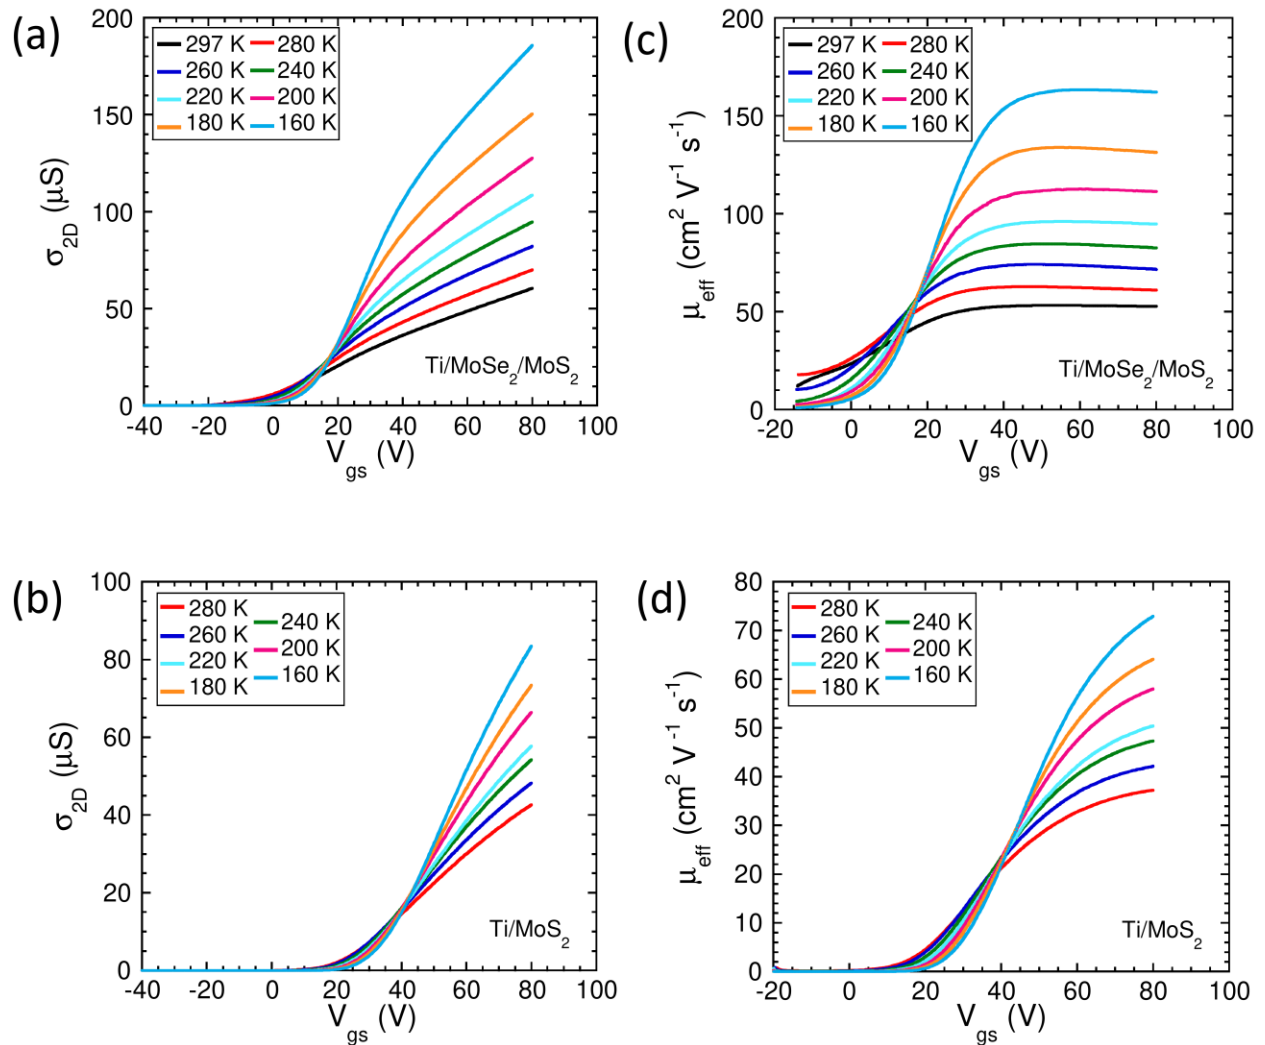 (a)
200
150
100
50
0
297 K 280 K
260 K 240 K
220 K 200 K
180 K 160 K
σ2D (μS)
Ti/MoSe2/MoS2
-40 -20 0 20 40 60 80 100
Vgs (V)
(c)
200
150
100
50
0
297 K 280 K
260 K 240 K
220 K 200 K
180 K 160 K
μeff (cm2 V-1 s-1)
Ti/MoSe2/MoS2
-20 0 20 40 60 80 100
Vgs (V)
(b)
100
80
60
40
20
0
280 K
240 K
260 K
200 K
220 K
160 K
180 K
σ2D (μS)
Ti/MoS2
-40 -20 0 20 40 60 80 100
Vgs (V)
(d)
80
70
60
50
40
30
20
10
0
280 K
240 K
260 K
200 K
220 K
160 K
180 K
μeff (cm2 V-1 s-1)
Ti/MoS2
-20 0 20 40 60 80 100
Vgs (V)